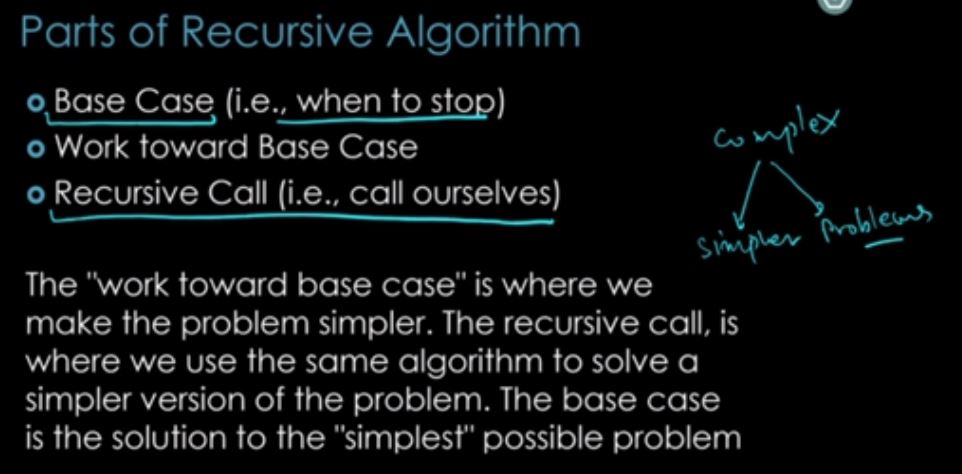 Parts of Recursive Algorithm
Base Case (i.e., when to stop)
Work toward Base Case
Recursive Call (i.e., call ourselves)
complex
simpler problems
The "work toward base case" is where we
make the problem simpler. The recursive call, is
where we use the same algorithm to solve a
simpler version of the problem. The base case
is the solution to the "simplest" possible problem